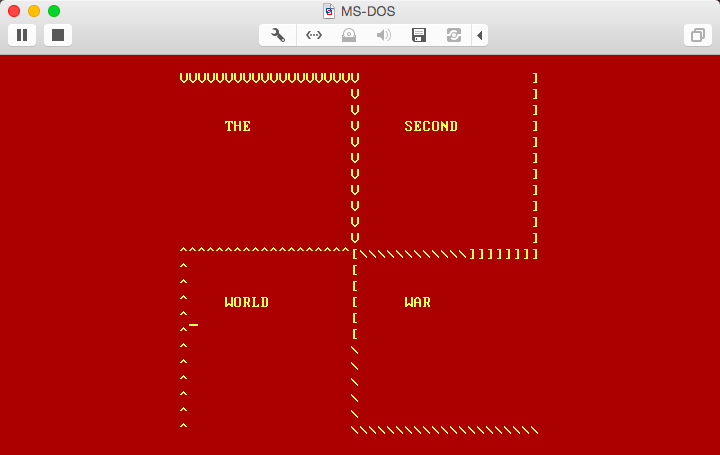 VVVVVVVVVVVVVVVVVVVV ]
V ]
V ]
THE V SECOND ]
V ]
V ]
V ]
V ]
V ]
V ]
V ]
^^^^^^^^^^^^^^^^^^^[\\\\\\\\\\\\]]]]]]]]
^ [
^ [
^ WORLD [ WAR
^_ [
^ [
^ \
^ \
^ \
^ \
^ \
^ \\\\\\\\\\\\\\\\\\\\\
MS-DOS